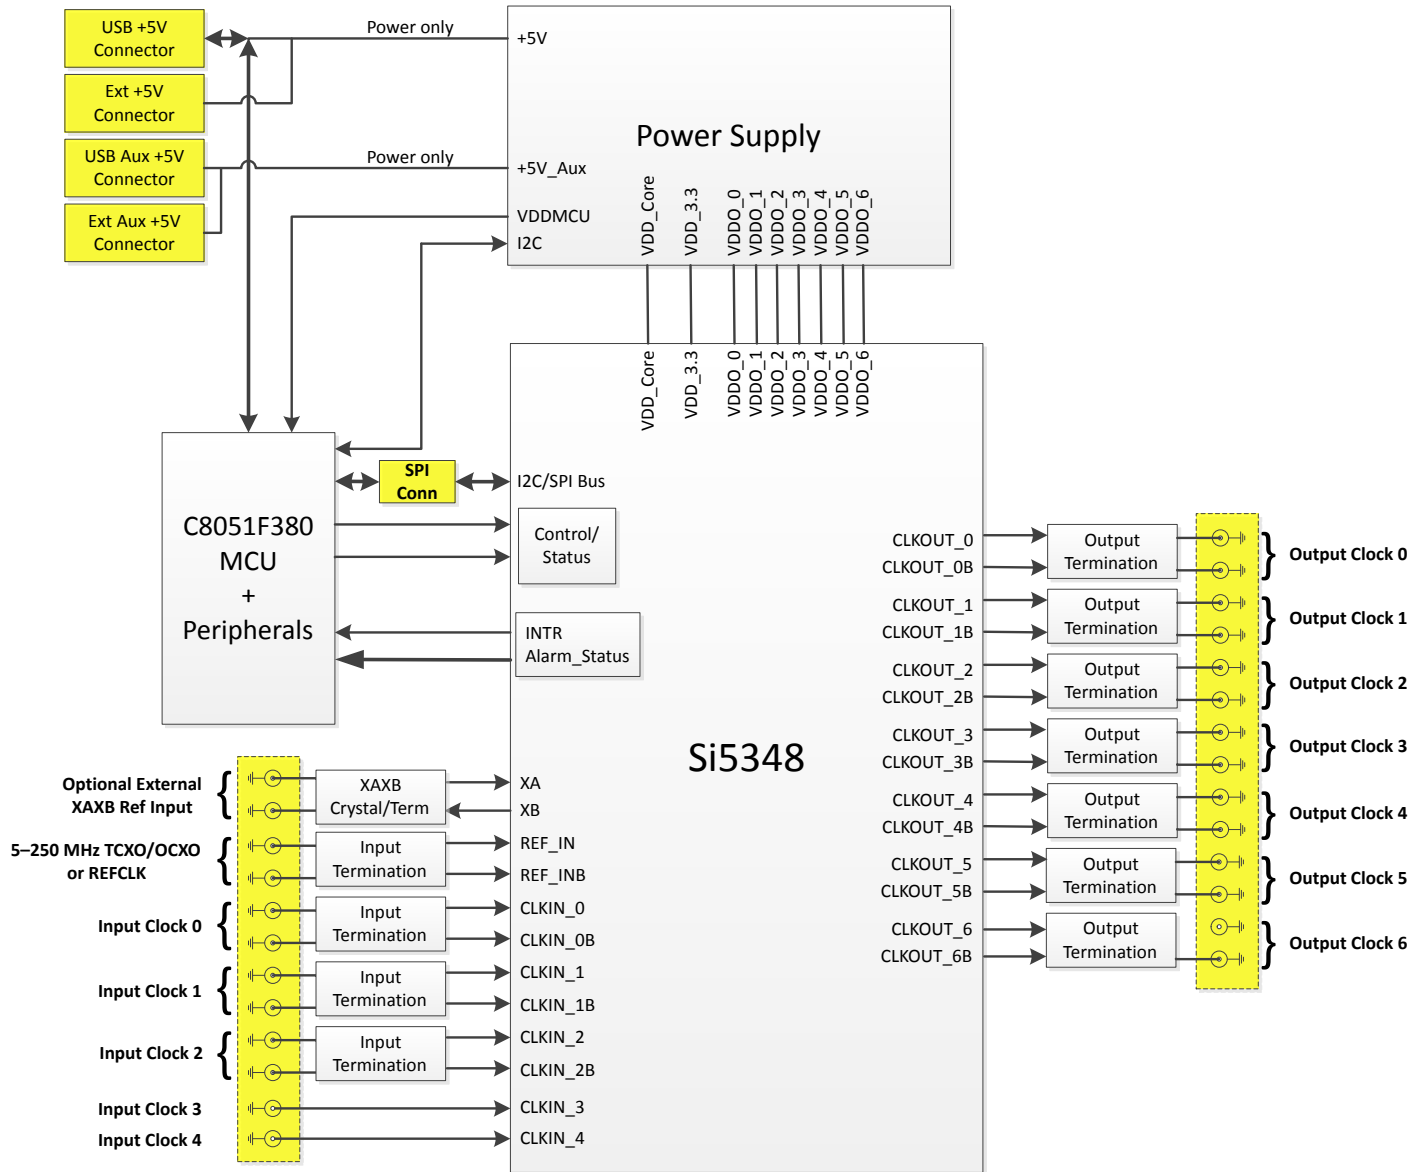 USB +5V
Connector
Ext +5V
Connector
USB Aux +5V
Connector
Ext Aux +5V
Connector
Power only
Power only
+5V
Power Supply
+5V_Aux
VDDMCU
I2C
VDD_Core
VDD_3.3
VDDO_0
VDDO_1
VDDO_2
VDDO_3
VDDO_4
VDDO_5
VDDO_6
VDD_Core
VDD_3.3
VDDO_0
VDDO_1
VDDO_2
VDDO_3
VDDO_4
VDDO_5
VDDO_6
C8051F380
MCU
+
Peripherals
SPI
Conn
I2C/SPI Bus
Control/
Status
INTR
Alarm_Status
Si5348
Optional External
XAXB Ref Input
5–250 MHz TCXO/OCXO
or REFCLK
Input Clock 0
Input Clock 1
Input Clock 2
Input Clock 3
Input Clock 4
XAXB
Crystal/Term
Input
Termination
Input
Termination
Input
Termination
Input
Termination
XA
XB
REF_IN
REF_INB
CLKIN_0
CLKIN_0B
CLKIN_1
CLKIN_1B
CLKIN_2
CLKIN_2B
CLKIN_3
CLKIN_4
CLKOUT_0
CLKOUT_0B
CLKOUT_1
CLKOUT_1B
CLKOUT_2
CLKOUT_2B
CLKOUT_3
CLKOUT_3B
CLKOUT_4
CLKOUT_4B
CLKOUT_5
CLKOUT_5B
CLKOUT_6
CLKOUT_6B
Output
Termination
Output
Termination
Output
Termination
Output
Termination
Output
Termination
Output
Termination
Output
Termination
Output Clock 0
Output Clock 1
Output Clock 2
Output Clock 3
Output Clock 4
Output Clock 5
Output Clock 6